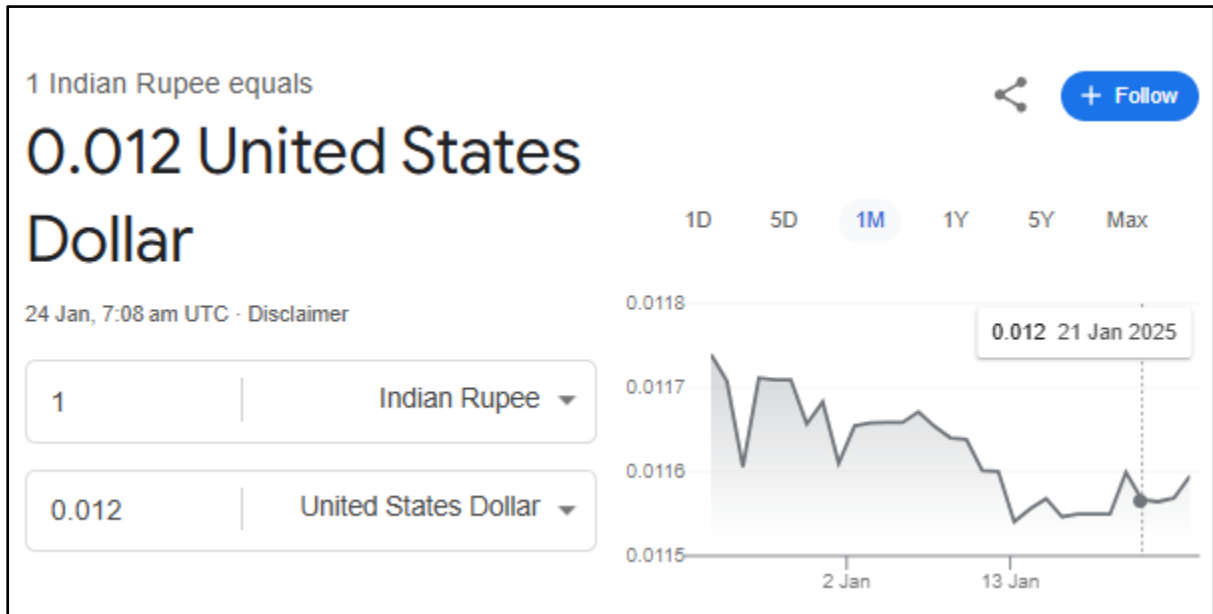 1 Indian Rupee equals
0.012 United States
Dollar
24 Jan, 7:08 am UTC · Disclaimer
1 Indian Rupee
0.012 United States Dollar
+ Follow
1D 5D 1M 1Y 5Y Max
0.0118
0.012 21 Jan 2025
0.0117
0.0116
0.0115
2 Jan 13 Jan